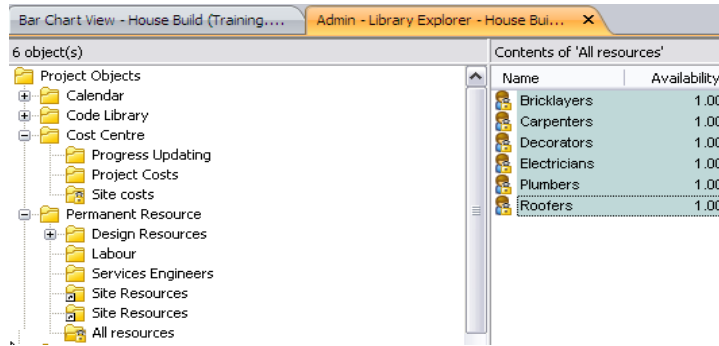 Bar Chart View - House Build (Training....
Admin - Library Explorer - House Bui...
6 object(s)
Project Objects
Calendar
Code Library
Cost Centre
Progress Updating
Project Costs
Site costs
Permanent Resource
Design Resources
Labour
Services Engineers
Site Resources
Site Resources
All resources
Contents of 'All resources'
Name Availability
Bricklayers 1.00
Carpenters 1.00
Decorators 1.00
Electricians 1.00
Plumbers 1.00
Roofers 1.00